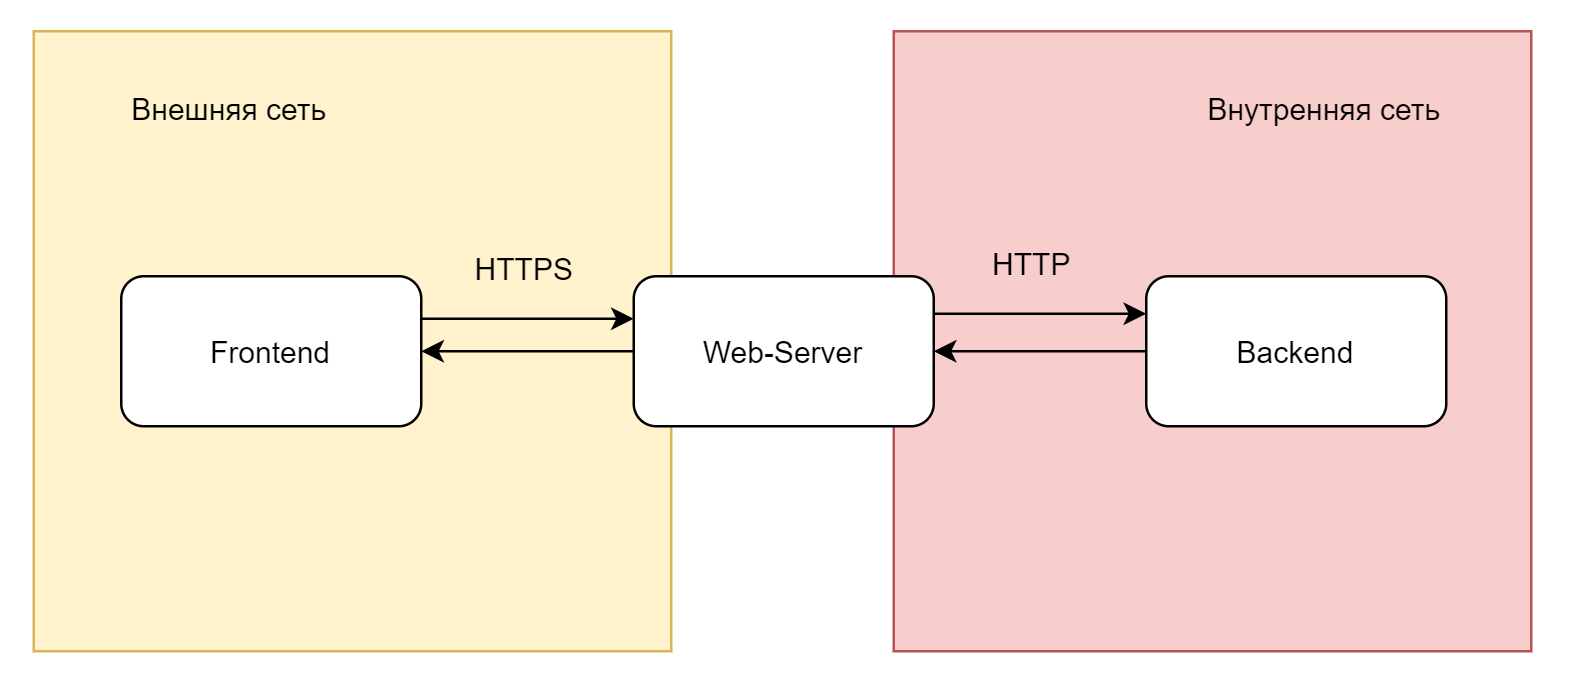 Внешняя сеть
Внутренняя сеть
HTTPS
HTTP
Frontend
Web-Server
Backend